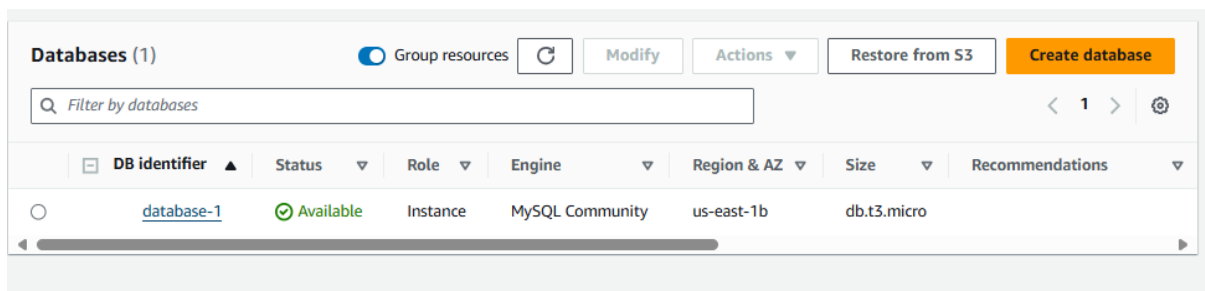 Databases (1) Group resources Modify Actions Restore from S3 Create database
Filter by databases 1
DB identifier Status Role Engine Region & AZ Size Recommendations
database-1 Available Instance MySQL Community us-east-1b db.t3.micro